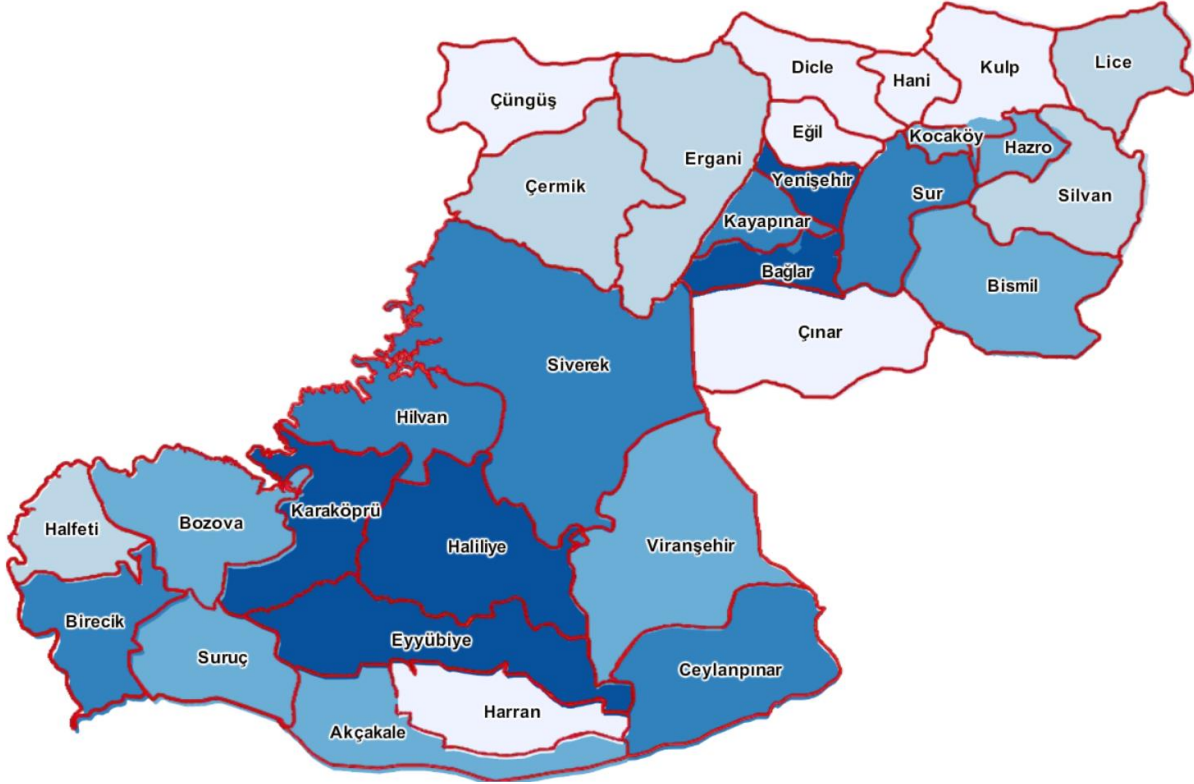 Lice
Kulp
Dicle
Hani
Çüngüş
Eğil
Kocaköy
Hazro
Ergani
Çermik
Yenişehir
Sur
Silvan
Kayapınar
Bağlar
Bismil
Çınar
Siverek
Hilvan
Karaköprü
Bozova
Halfeti
Haliliye
Viranşehir
Birecik
Eyyübiye
Suruç
Ceylanpınar
Harran
Akçakale